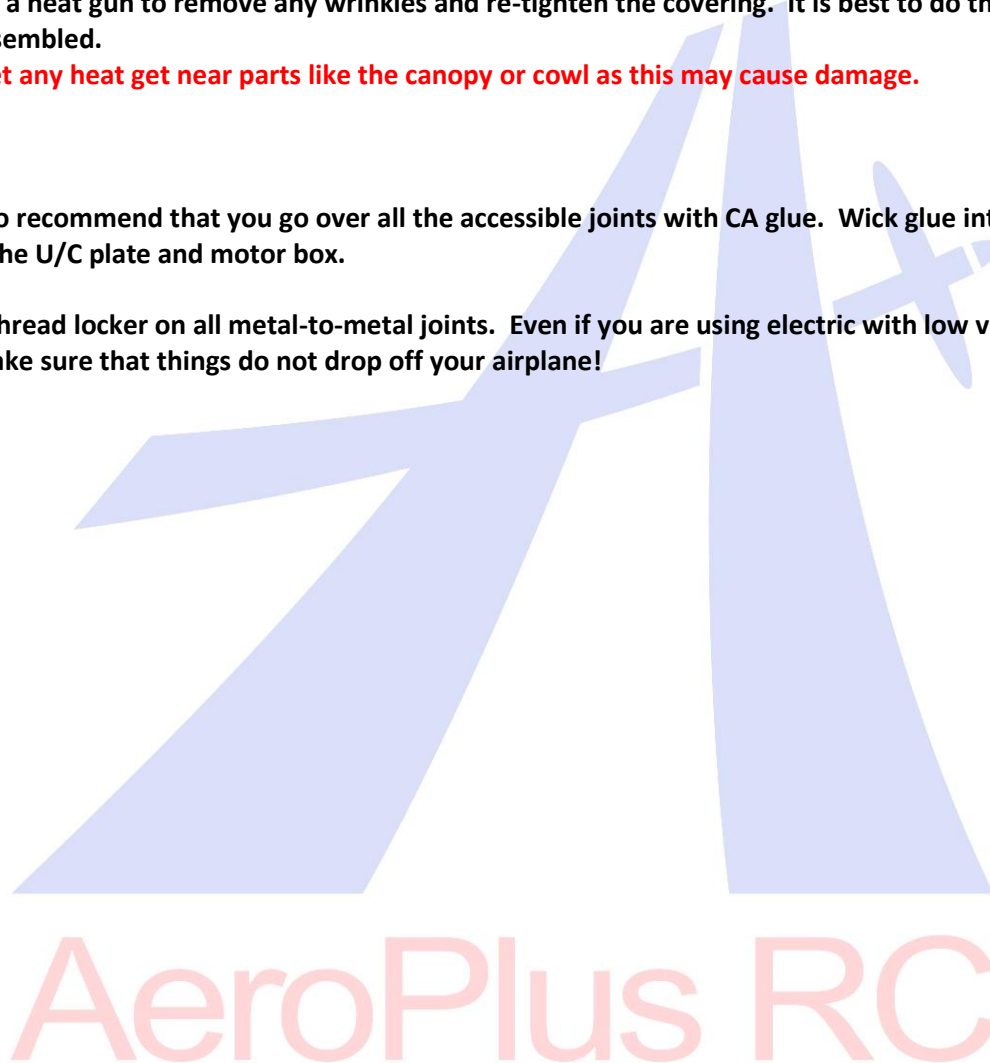 a heat gun to remove any wrinkles and re-tighten the covering. It is best to do
sembled.
any heat get near parts like the canopy or cowl as this may cause damage.
recommend that you go over all the accessible joints with CA glue. Wick glue
he U/C plate and motor box.
hread locker on all metal-to-metal joints. Even if you are using electric with low
ake sure that things do not drop off your airplane!
AeroPlus RC